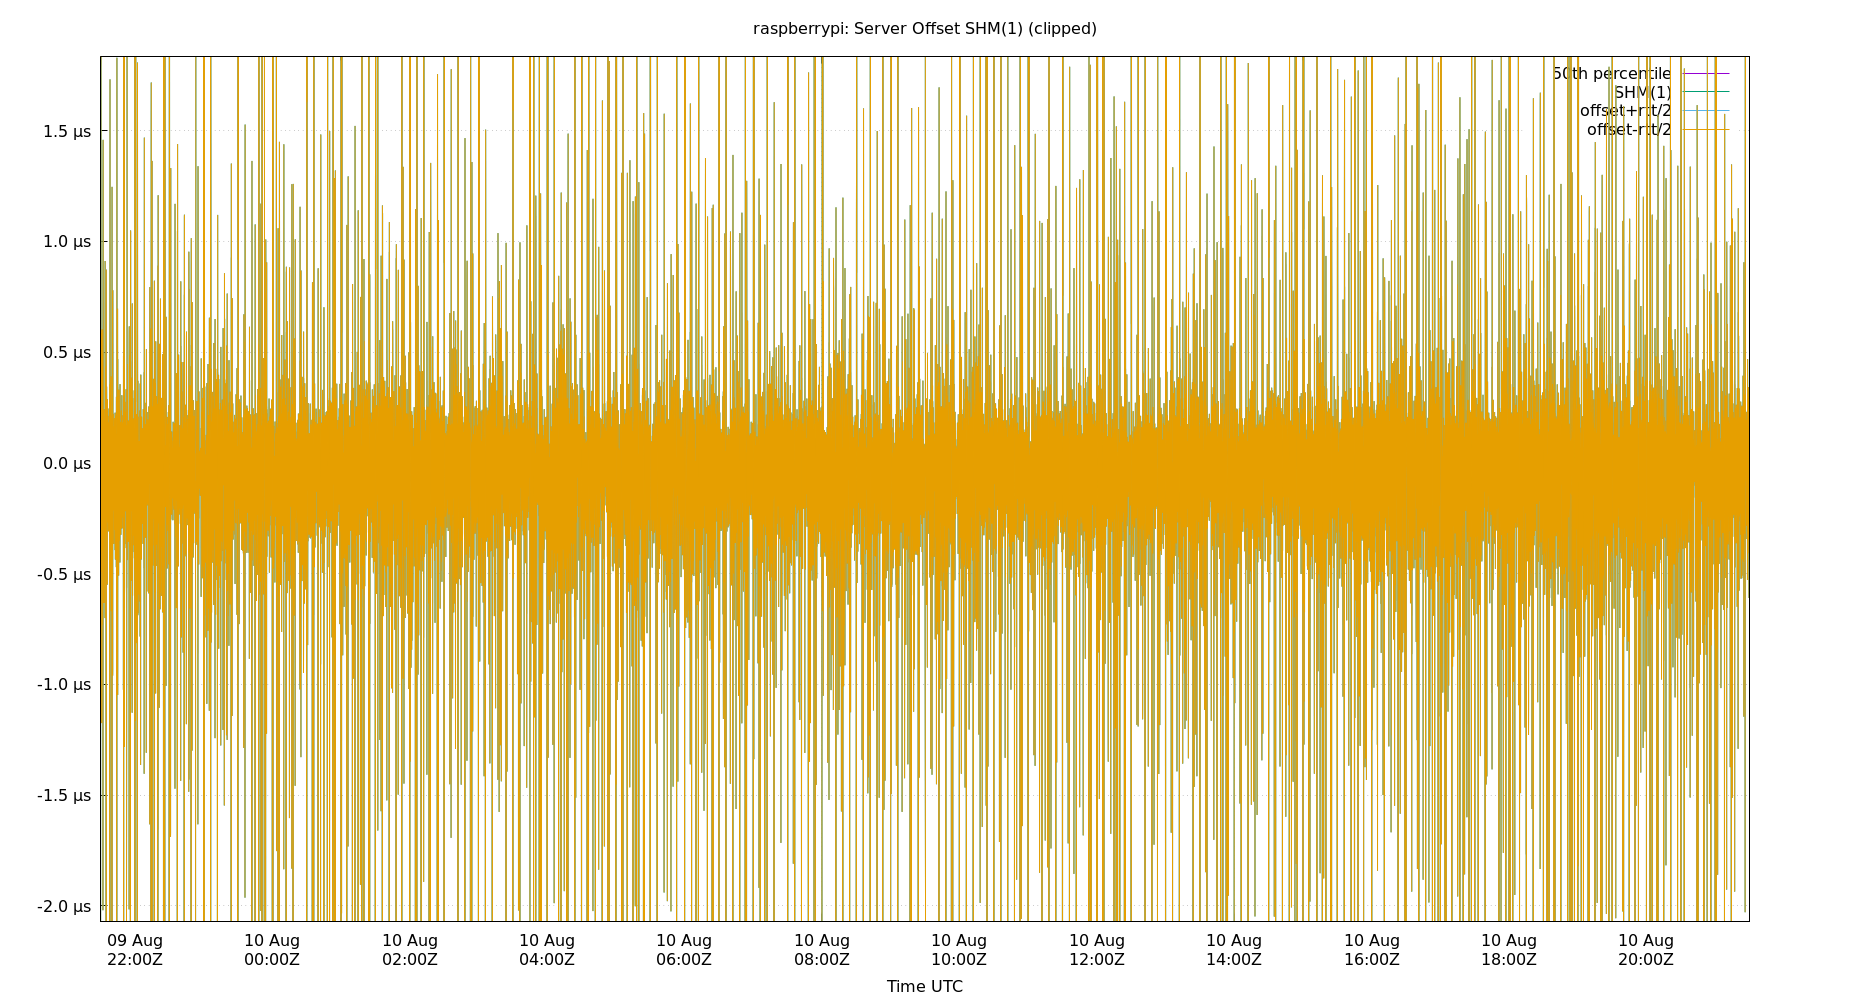 raspberrypi: Server Offset SHM(1) (clipped)
50th percentile
SHM(1)
offset+rtt/2
offset-rtt/2
1.5 µs
1.0 µs
0.5 µs
0.0 µs
-0.5 µs
-1.0 µs
-1.5 µs
-2.0 µs
09 Aug 10 Aug 10 Aug 10 Aug 10 Aug 10 Aug 10 Aug 10 Aug 10 Aug 10 Aug 10 Aug 10 Aug
22:00Z 00:00Z 02:00Z 04:00Z 06:00Z 08:00Z 10:00Z 12:00Z 14:00Z 16:00Z 18:00Z 20:00Z
Time UTC